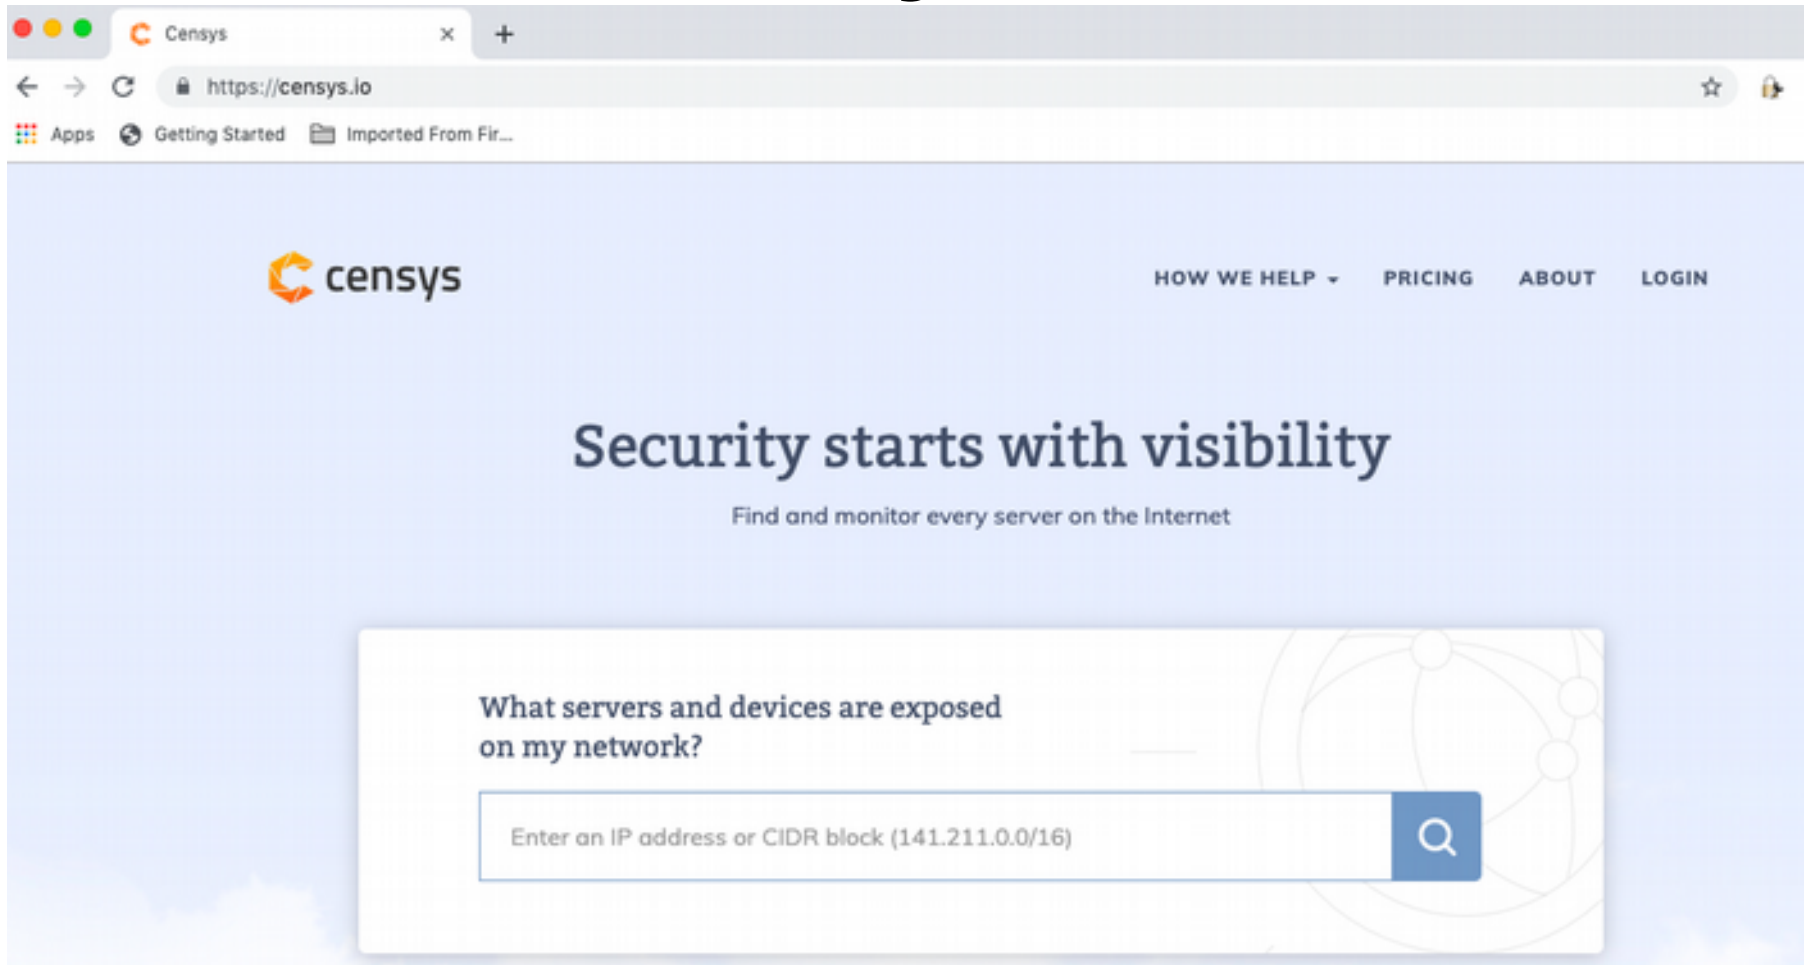 Censys
https://censys.io
Apps Getting Started Imported From Fir...
censys
HOW WE HELP PRICING ABOUT LOGIN
Security starts with visibility
Find and monitor every server on the Internet
What servers and devices are exposed
on my network?
Enter an IP address or CIDR block (141.211.0.0/16)